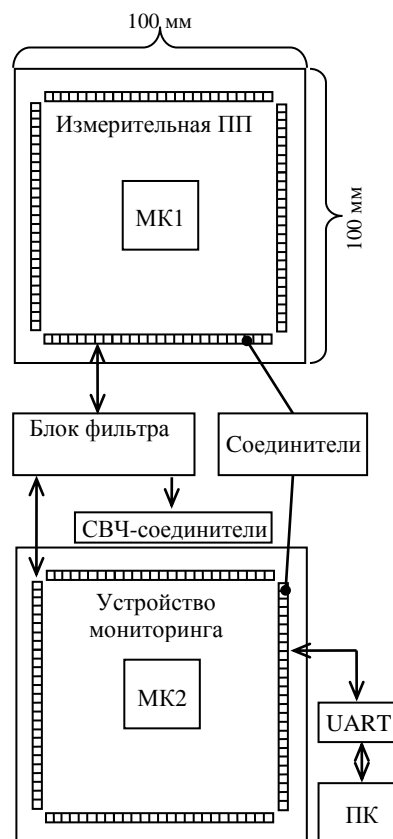 100 мм
Измерительная ПП
МК1
100 мм
Блок фильтра
Соединители
СВЧ-соединители
Устройство
мониторинга
МК2
UART
ПК